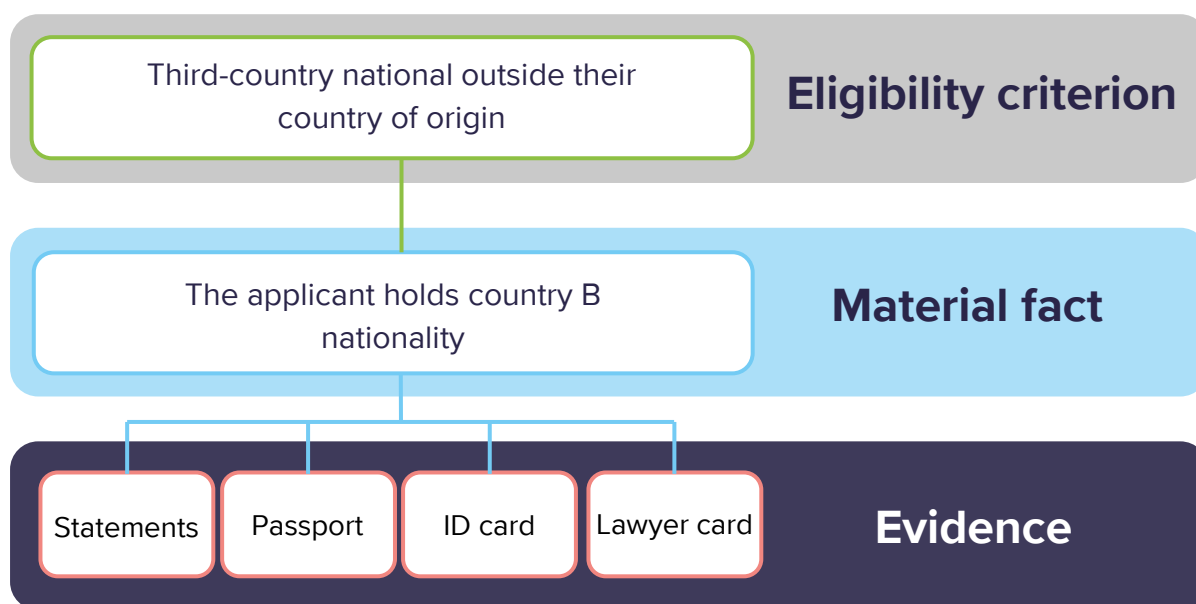 Third-country national outside their
country of origin
Eligibility criterion
The applicant holds country B
nationality
Material fact
Statements
Passport
ID card
Lawyer card
Evidence